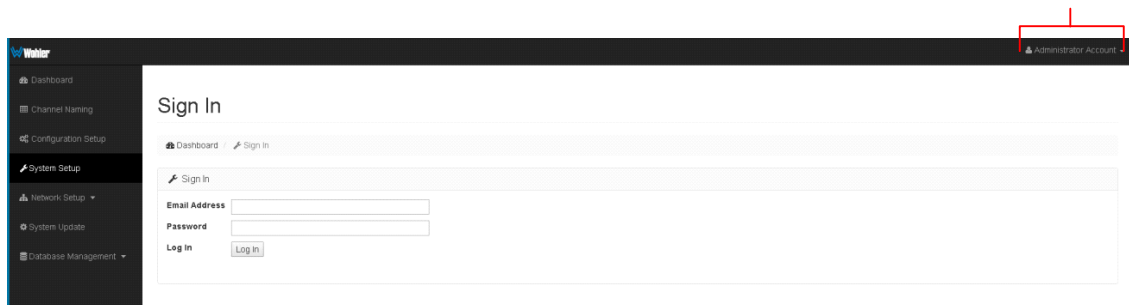 Wohler
Administrator Account
Dashboard
Channel Naming
Configuration Setup
System Setup
Network Setup
System Update
Database Management
Sign In
Dashboard / Sign In
Sign In
Email Address
Password
Log In Log In